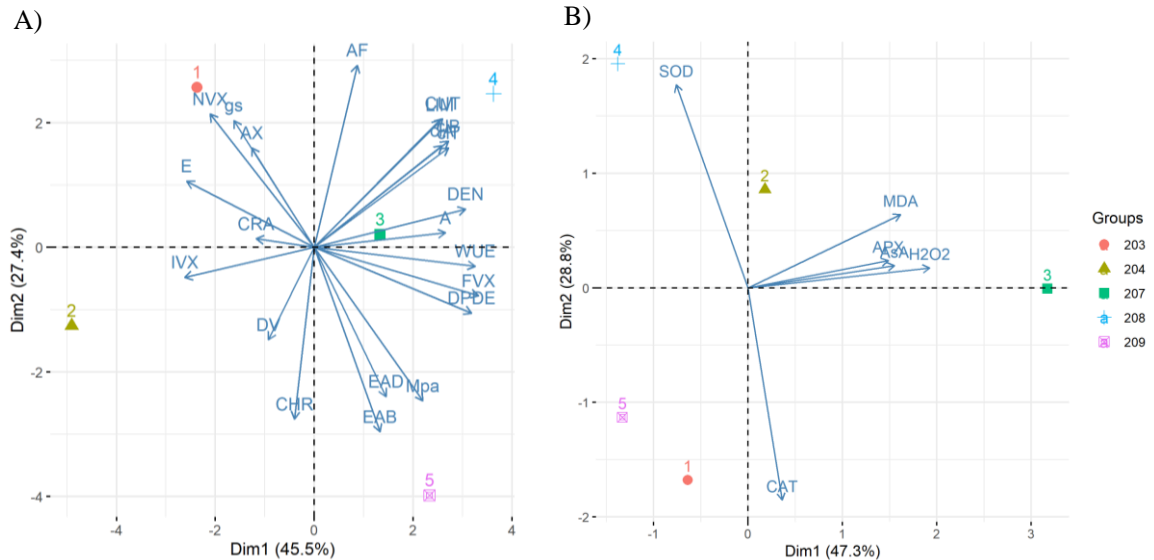 A)
B)
1
AF
4
NVX
gs
AX
E
DEN
A
3
CRA
WUE
IVX
FVX
DPDE
2
DV
EAD
Mpa
CHR
EAB
5
2
0
-2
-4
-4
-2
0
2
4
Dim1 (45.5%)
Dim2 (27.4%)
4
SOD
2
MDA
APX
AsA
H2O2
3
5
1
CAT
2
1
0
-1
-2
-1
0
1
2
3
Dim1 (47.3%)
Dim2 (28.8%)
Groups
203
204
207
a 208
209